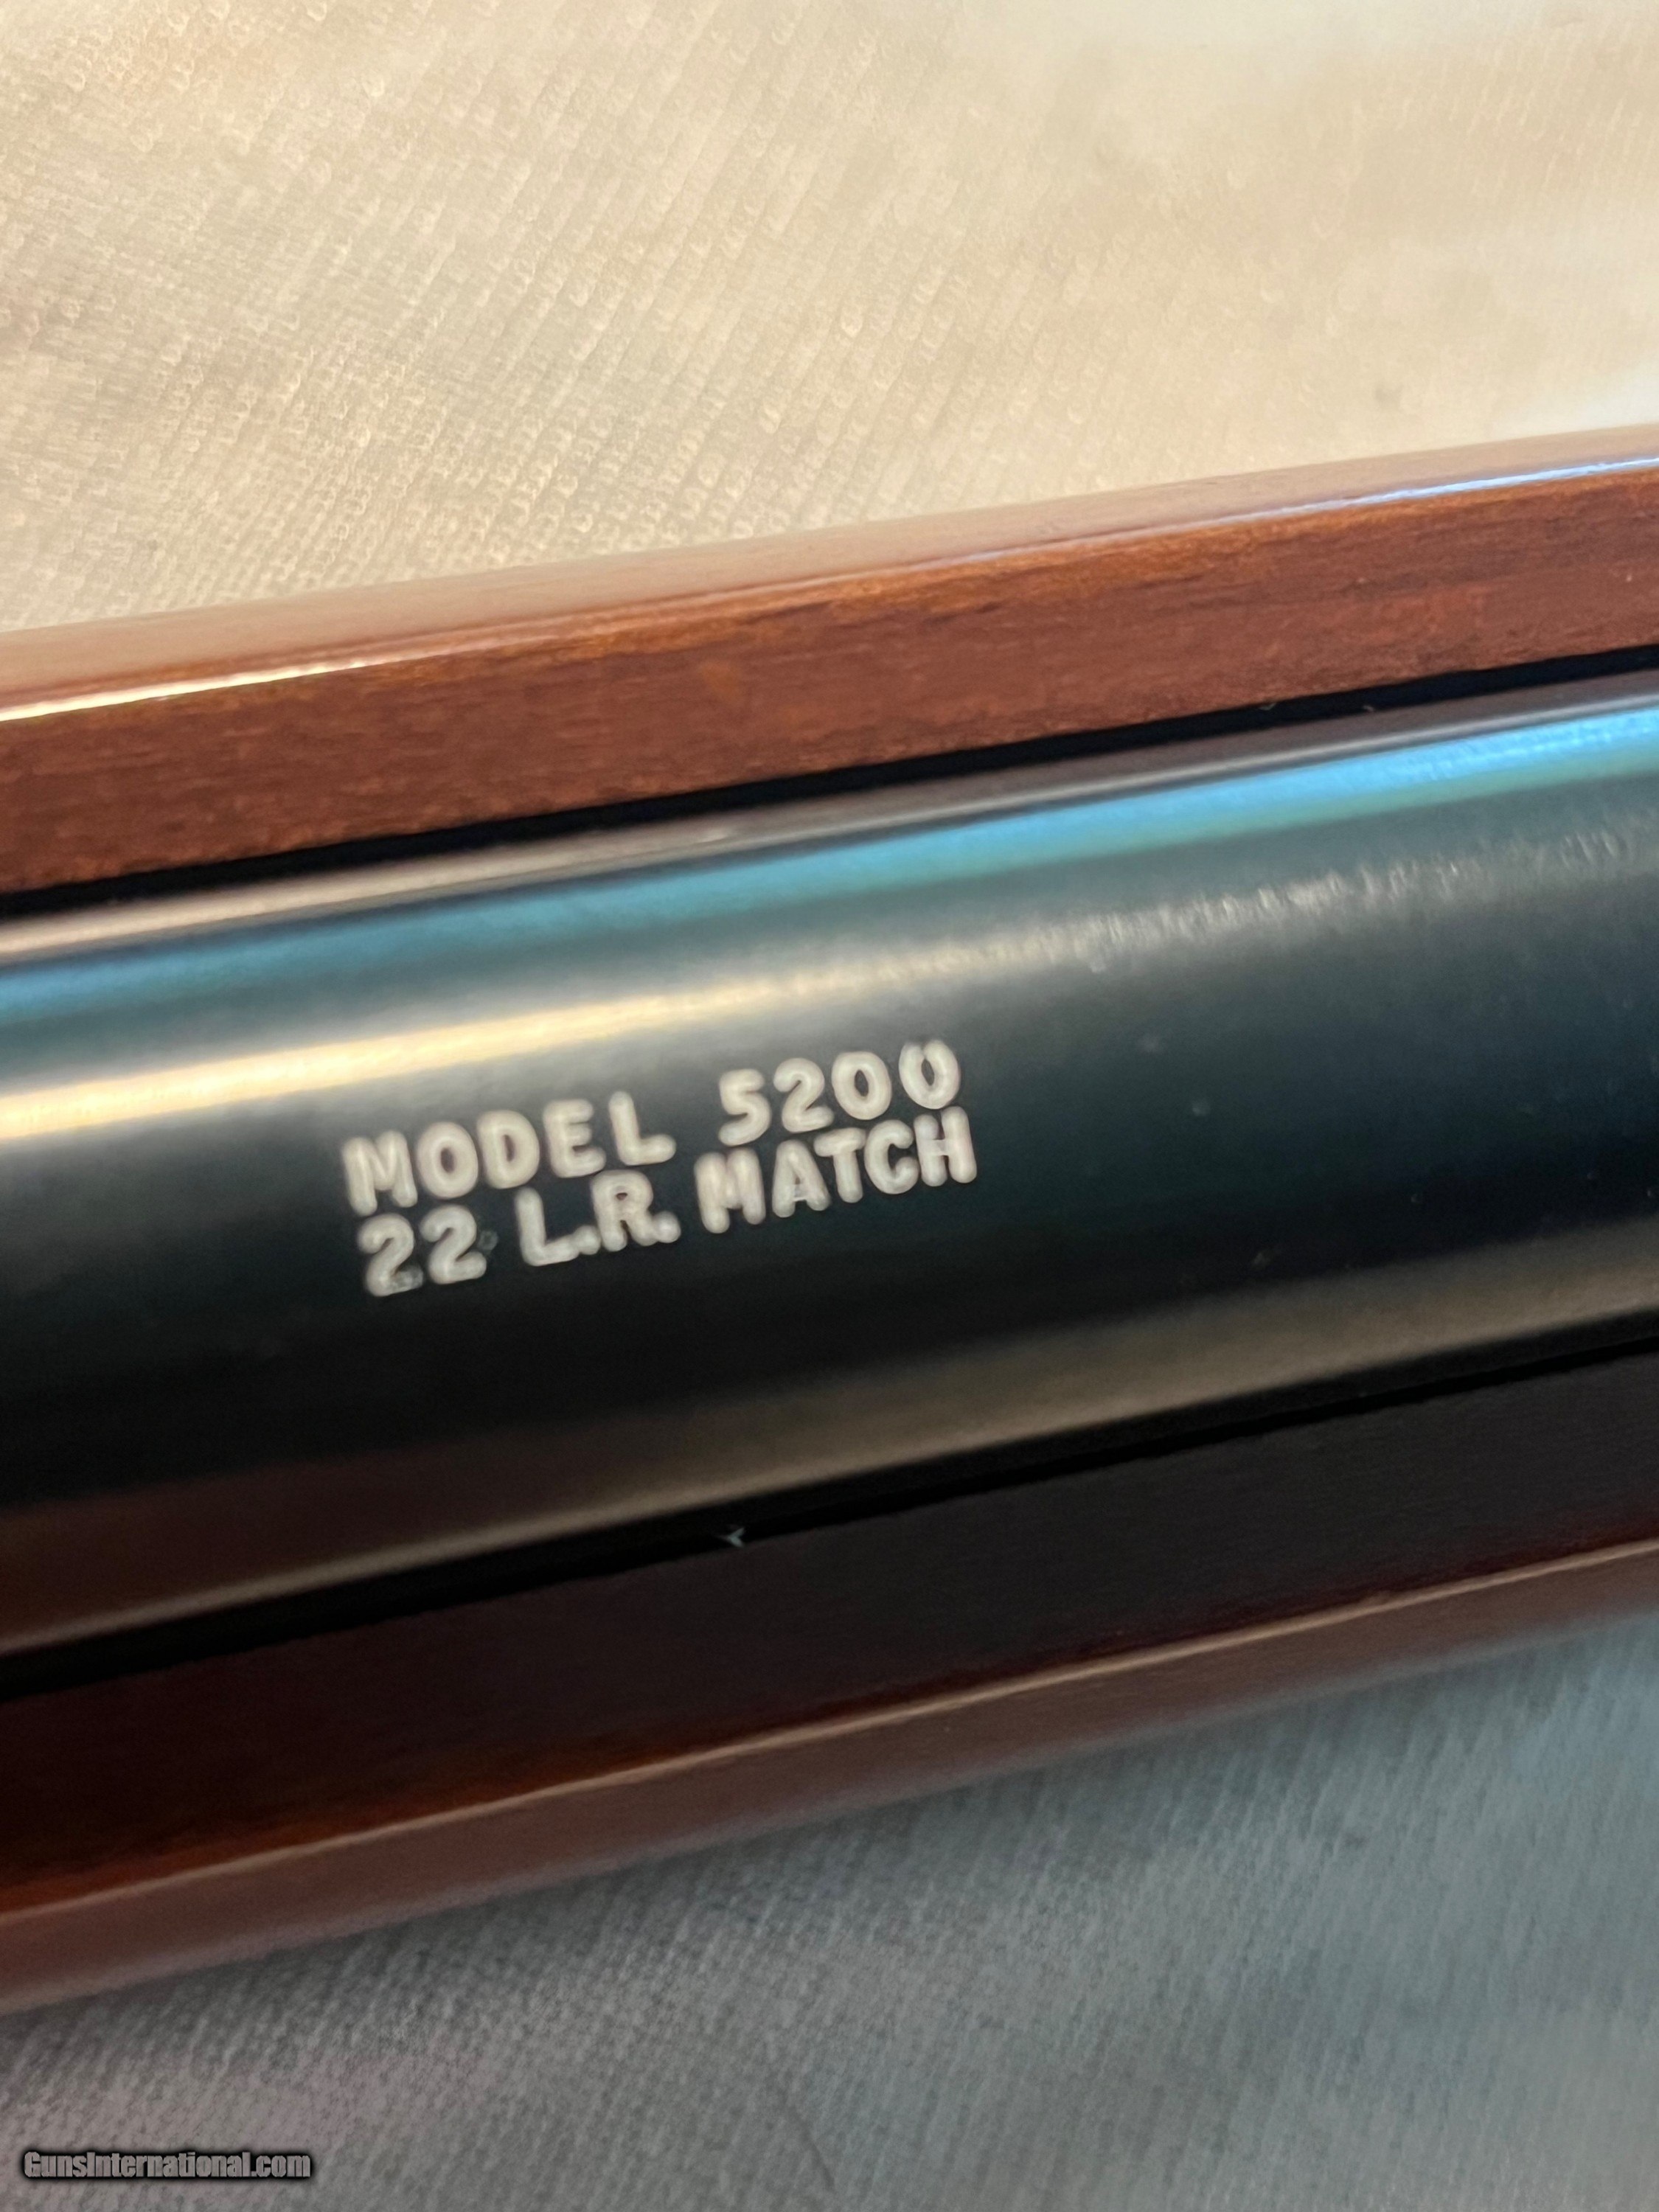 MODEL 5200
22 L.R. MATCH
GunsInternational.com